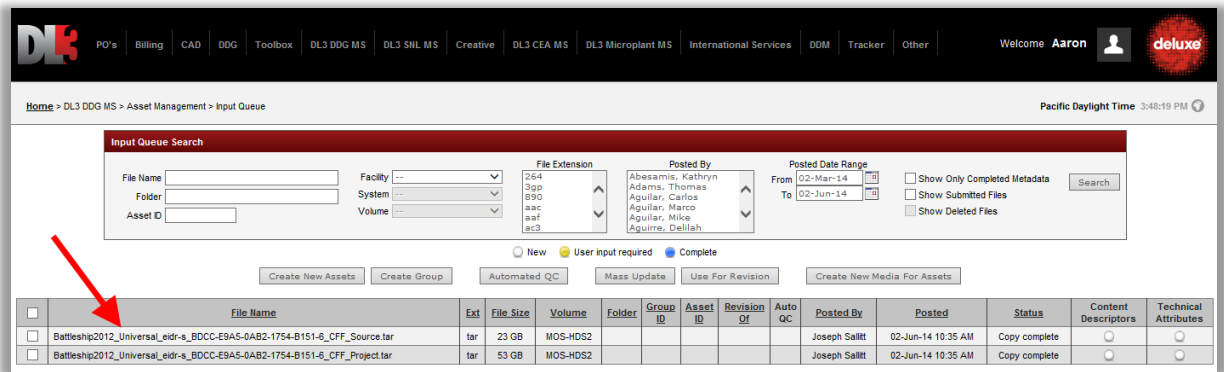 DL3
PO's Billing CAD DDG Toolbox DL3 DDG MS DL3 SNL MS Creative DL3 CEA MS DL3 Microplant MS International Services DDM Tracker Other Welcome Aaron deluxe
Home > DL3 DDG MS > Asset Management > Input Queue Pacific Daylight Time 3:48:19 PM
Input Queue Search
File Extension Posted By Posted Date Range
File Name Facility -- 264 Abesamis, Kathryn From 02-Mar-14 Show Only Completed Metadata Search
3gp Adams, Thomas
Folder System -- 890 Aguilar, Carlos To 02-Jun-14 Show Submitted Files
aac Aguilar, Marco
Asset ID Volume -- aaf Aguilar, Mike Show Deleted Files
ac3 Aguirre, Delilah
New User input required Complete
Create New Assets Create Group Automated QC Mass Update Use For Revision Create New Media For Assets
File Name Ext File Size Volume Folder Group ID Asset ID Revision Of Auto QC Posted By Posted Status Content Descriptors Technical Attributes
Battleship2012_Universal_eidr-s_BDCC-E9A5-0AB2-1754-B151-6_CFF_Source.tar tar 23 GB MOS-HDS2 Joseph Sallitt 02-Jun-14 10:35 AM Copy complete
Battleship2012_Universal_eidr-s_BDCC-E9A5-0AB2-1754-B151-6_CFF_Project.tar tar 53 GB MOS-HDS2 Joseph Sallitt 02-Jun-14 10:35 AM Copy complete